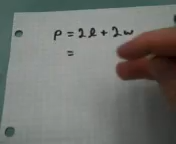 P = 2l + 2w
=